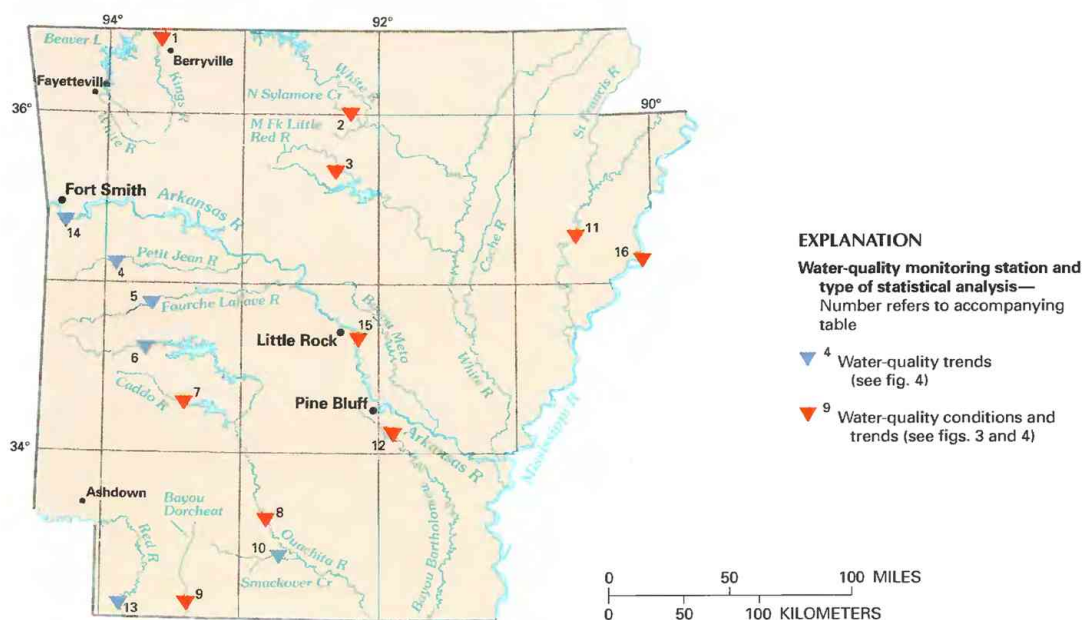 94°
92°
Beaver L
1
Berryville
Kings R
Fayetteville
White R
White R
N Sylamore Cr
2
St Francis R
90°
36°
M Fk Little
Red R
3
Fort Smith
Arkansas R
14
Cache R
11
16
Petit Jean R
4
5
Fourche Lafave R
Bayou Meto
15
Little Rock
6
White R
Caddo R
7
Pine Bluff
12
Arkansas R
Mississippi R
34°
Ashdown
Bayou
Dorcheat
8
Ouachita R
10
Smackover Cr
Red R
13
9
Bayou Bartholomew
EXPLANATION
Water-quality monitoring station and
type of statistical analysis—
Number refers to accompanying
table
4 Water-quality trends
(see fig. 4)
9 Water-quality conditions and
trends (see figs. 3 and 4)
0 50 100 MILES
0 50 100 KILOMETERS